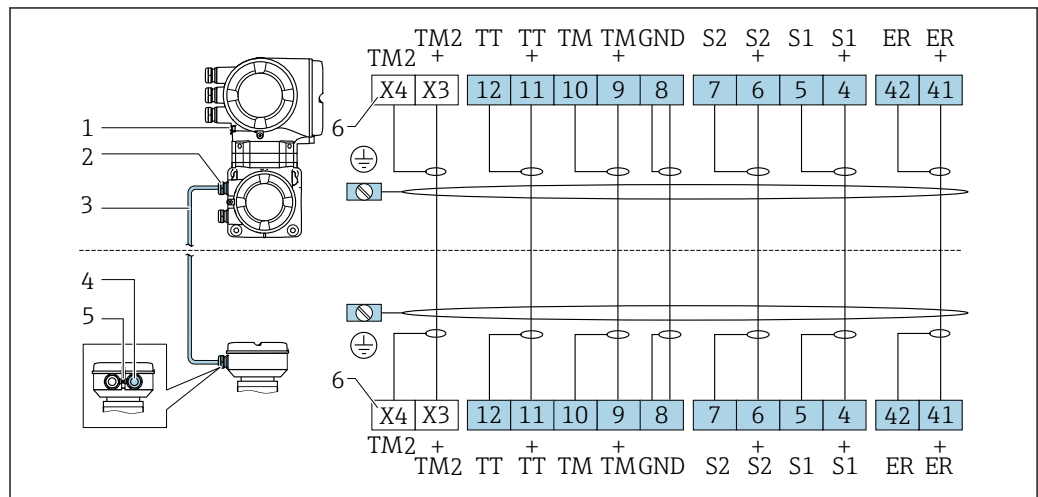 TM2 TT TT TM TM GND S2 S2 S1 S1 ER ER
TM2 + + + + + +
X4 X3 12 11 10 9 8 7 6 5 4 42 41
6
1
2
3
4
5
6
X4 X3 12 11 10 9 8 7 6 5 4 42 41
TM2 + + + + + +
TM2 TT TT TM TM GND S2 S2 S1 S1 ER ER